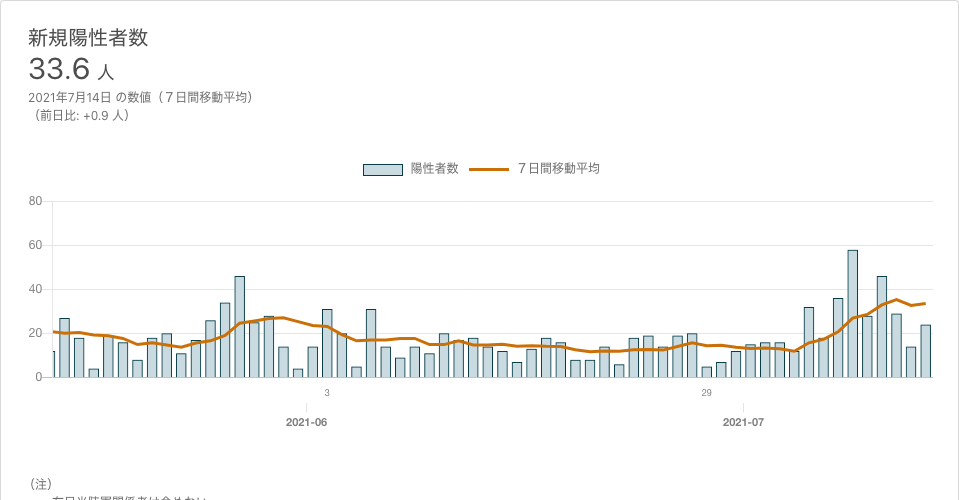 新規陽性者数
33.6 人
2021年7月14日 の数値（７日間移動平均）
（前日比: +0.9 人）
陽性者数 ７日間移動平均
80
60
40
20
0
3 29
2021-06 2021-07
（注）